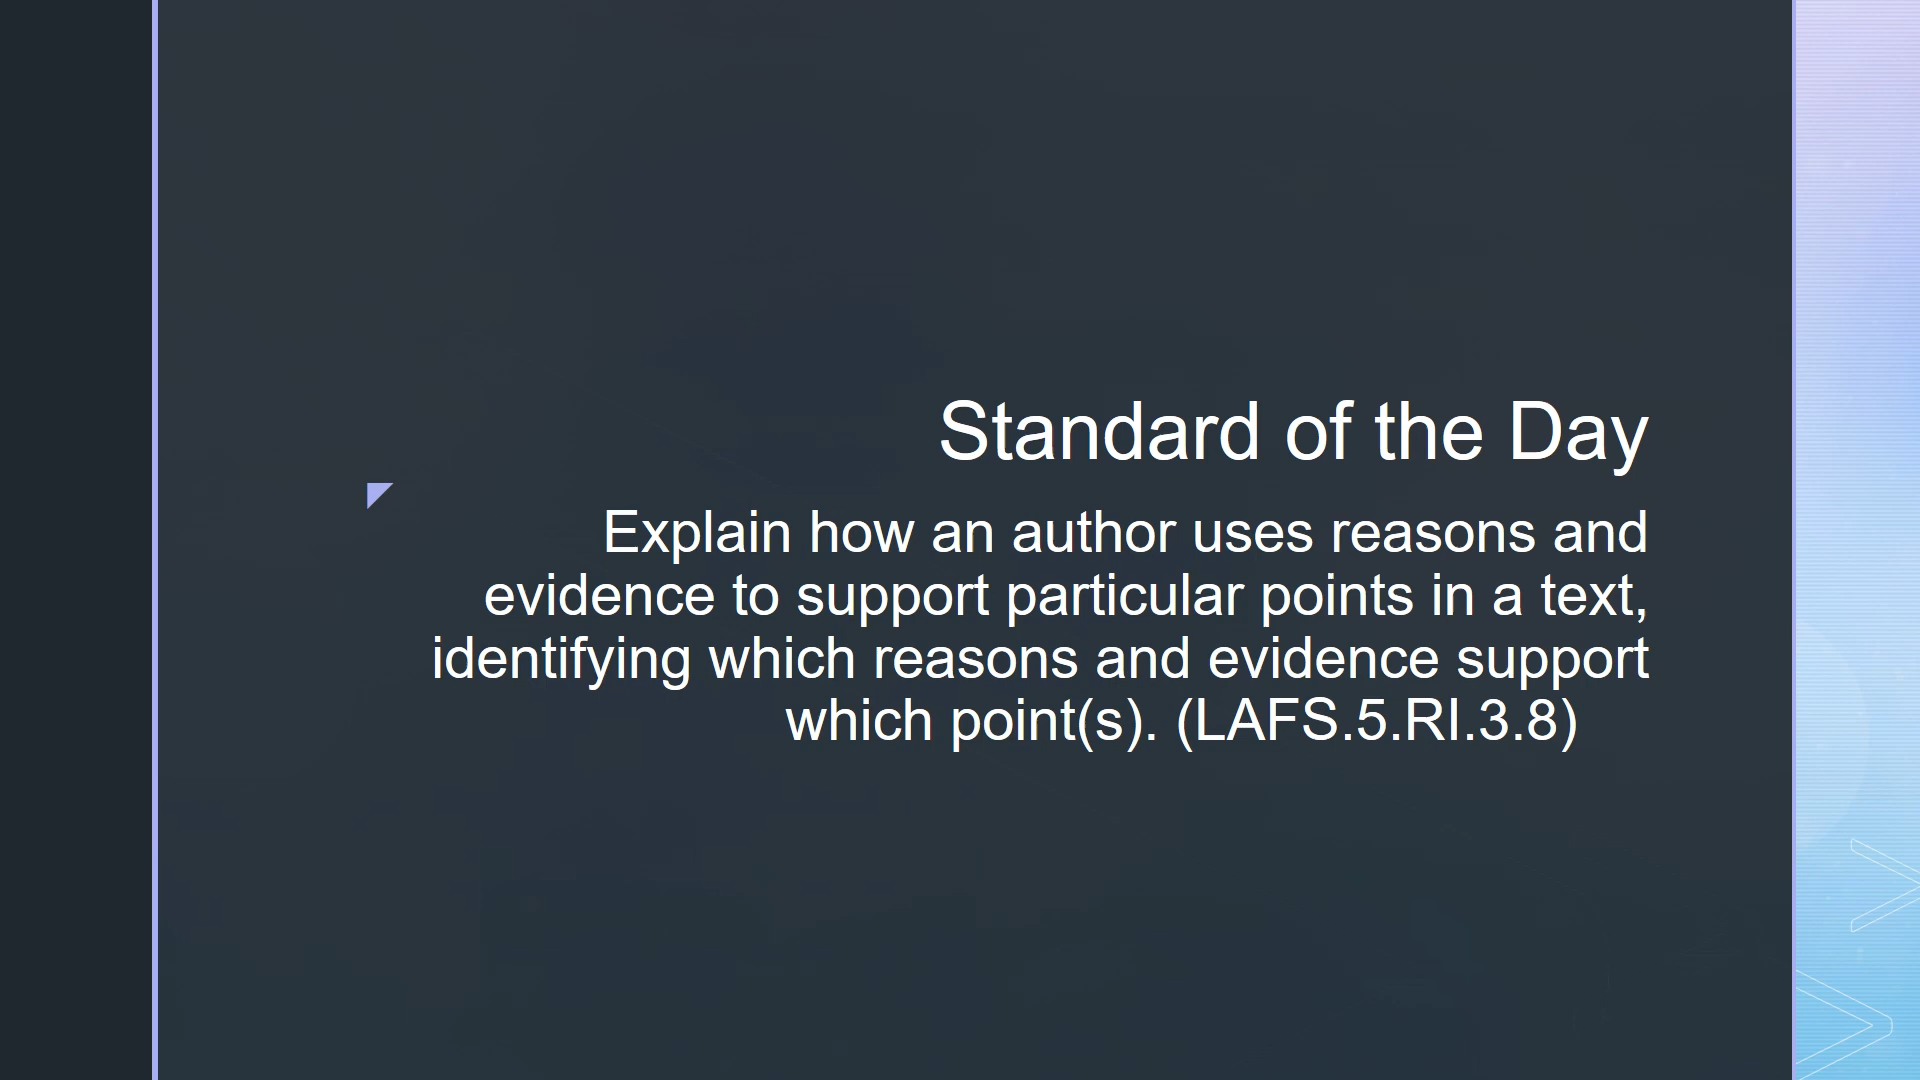 Standard of the Day
Explain how an author uses reasons and
evidence to support particular points in a text,
identifying which reasons and evidence support
which point(s). (LAFS.5.RI.3.8)